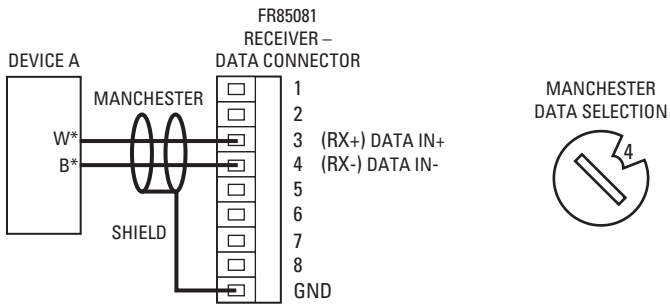 FR85081
RECEIVER –
DATA CONNECTOR
DEVICE A
MANCHESTER
W*
B*
SHIELD
1
2
3 (RX+) DATA IN+
4 (RX-) DATA IN-
5
6
7
8
GND
MANCHESTER
DATA SELECTION
4